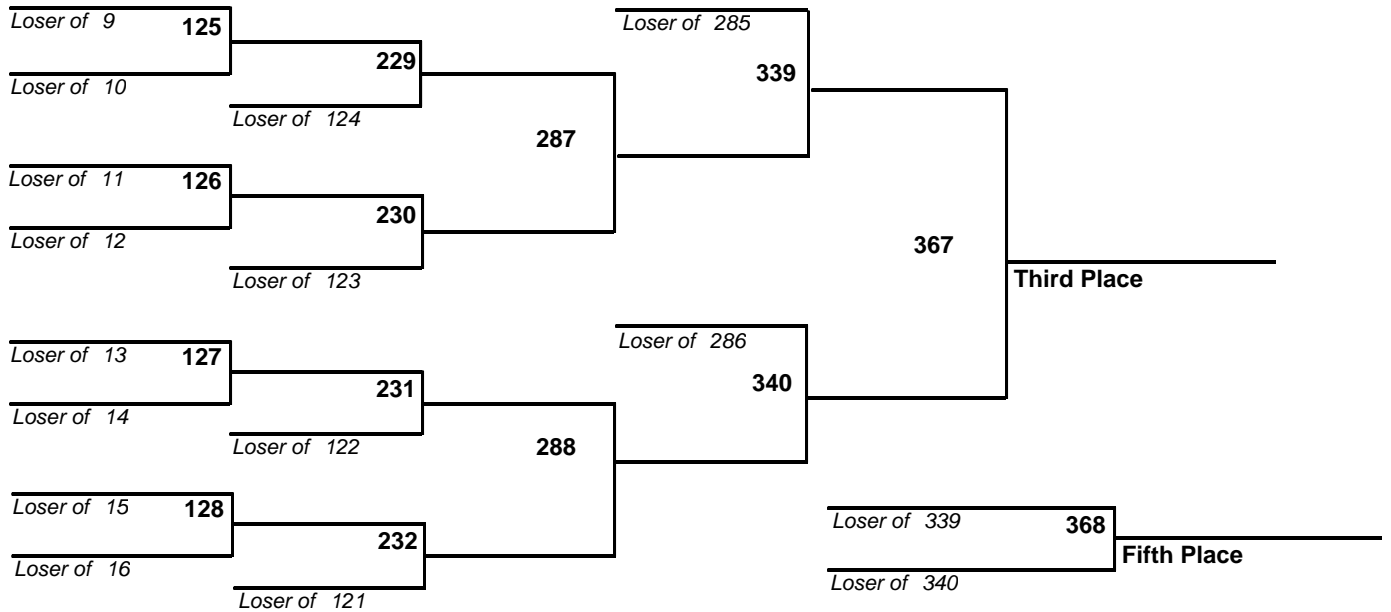 Loser of 9
125
Loser of 10
229
Loser of 124
287
Loser of 11
126
Loser of 12
230
Loser of 123
Loser of 285
339
367
Third Place
Loser of 13
127
Loser of 14
231
Loser of 122
288
Loser of 15
128
Loser of 16
232
Loser of 121
Loser of 286
340
Loser of 339
368
Loser of 340
Fifth Place